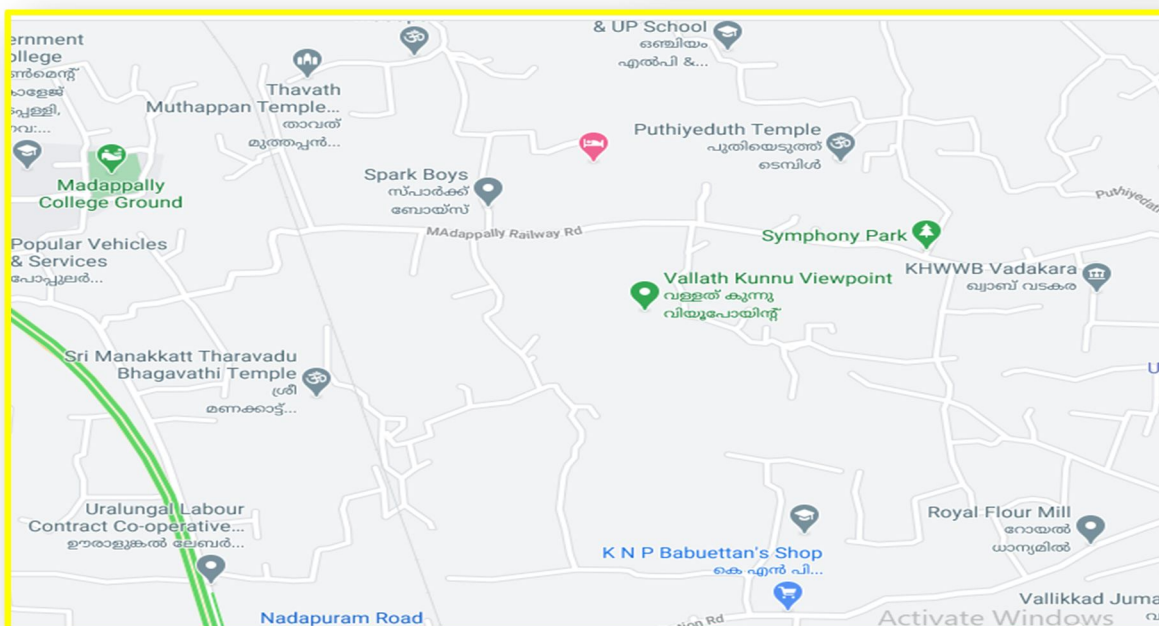 & UP School
ഒഞ്ചിയം
എൽപി &...
ernment
ollege
ൺമെന്റ്
കാളേജ്
പ്പള്ളി,
Thavath
Muthappan Temple...
താവത്
മുത്തപ്പൻ...
Puthiyeduth Temple
പുതിയെടുത്ത്
ടെമ്പിൾ
Madappally
College Ground
Spark Boys
സ്പാർക്ക്
ബോയ്സ്
MAdappally Railway Rd
Symphony Park
Popular Vehicles
& Services
പോപ്പുലർ...
KHWWB Vadakara
ഖ്വാബ് വടകര
Vallath Kunnu Viewpoint
വള്ളത് കുന്നു
വിയൂപോയിന്റ്
Sri Manakkatt Tharavadu
Bhagavathi Temple
ശ്രീ
മണക്കാട്ട്...
U
Uralungal Labour
Contract Co-operative...
ഊരാളുങ്കൽ ലേബർ...
Royal Flour Mill
റോയൽ
ധാന്യമിൽ
K N P Babuettan's Shop
കെ എൻ പി...
Nadapuram Road
Vallikkad Juma
Activate Windows